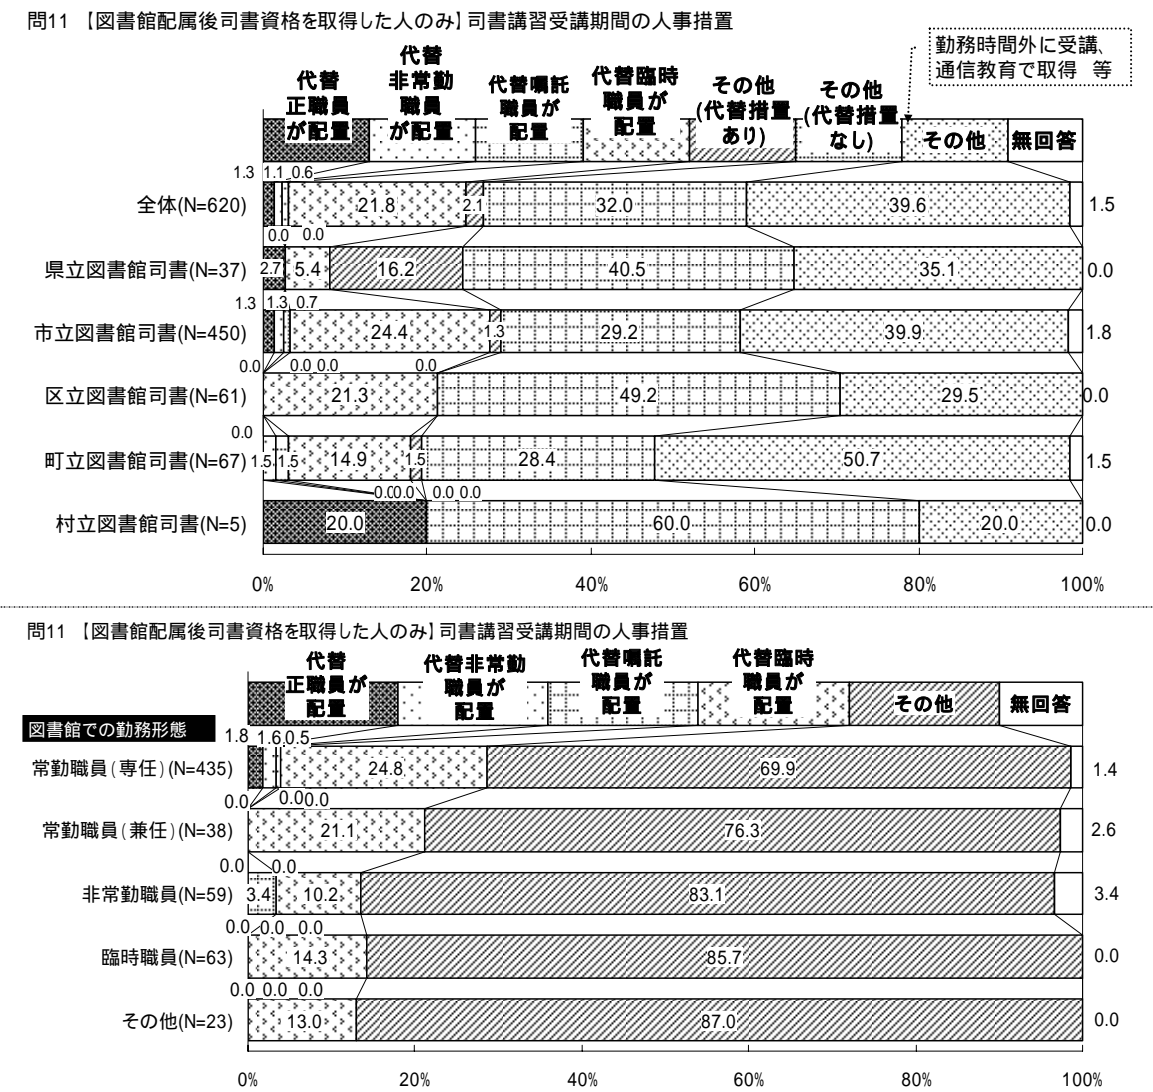 問11 【図書館配属後司書資格を取得した人のみ】司書講習受講期間の人事措置
勤務時間外に受講、
通信教育で取得 等
代替
正職員
が配置
代替
非常勤
職員
が配置
代替嘱託
職員が
配置
代替臨時
職員が
配置
その他
(代替措置
あり)
その他
(代替措置
なし)
その他
無回答
1.3 1.1 0.6
全体(N=620) 21.8 2.1 32.0 39.6 1.5
0.0 0.0
県立図書館司書(N=37) 2.7 5.4 16.2 40.5 35.1 0.0
1.3 1.3 0.7
市立図書館司書(N=450) 24.4 1.3 29.2 39.9 1.8
0.0 0.0 0.0 0.0
区立図書館司書(N=61) 21.3 49.2 29.5 0.0
0.0
町立図書館司書(N=67) 1.5 1.5 14.9 1.5 28.4 50.7 1.5
0.0 0.0 0.0 0.0
村立図書館司書(N=5) 20.0 60.0 20.0 0.0
0% 20% 40% 60% 80% 100%
問11 【図書館配属後司書資格を取得した人のみ】司書講習受講期間の人事措置
代替
正職員が
配置
代替非常勤
職員が
配置
代替嘱託
職員が
配置
代替臨時
職員が
配置
その他
無回答
図書館での勤務形態
1.8 1.6 0.5
常勤職員(専任)(N=435) 24.8 69.9 1.4
0.0 0.0 0.0
常勤職員(兼任)(N=38) 21.1 76.3 2.6
0.0 0.0
非常勤職員(N=59) 3.4 10.2 83.1 3.4
0.0 0.0 0.0
臨時職員(N=63) 14.3 85.7 0.0
0.0 0.0 0.0
その他(N=23) 13.0 87.0 0.0
0% 20% 40% 60% 80% 100%